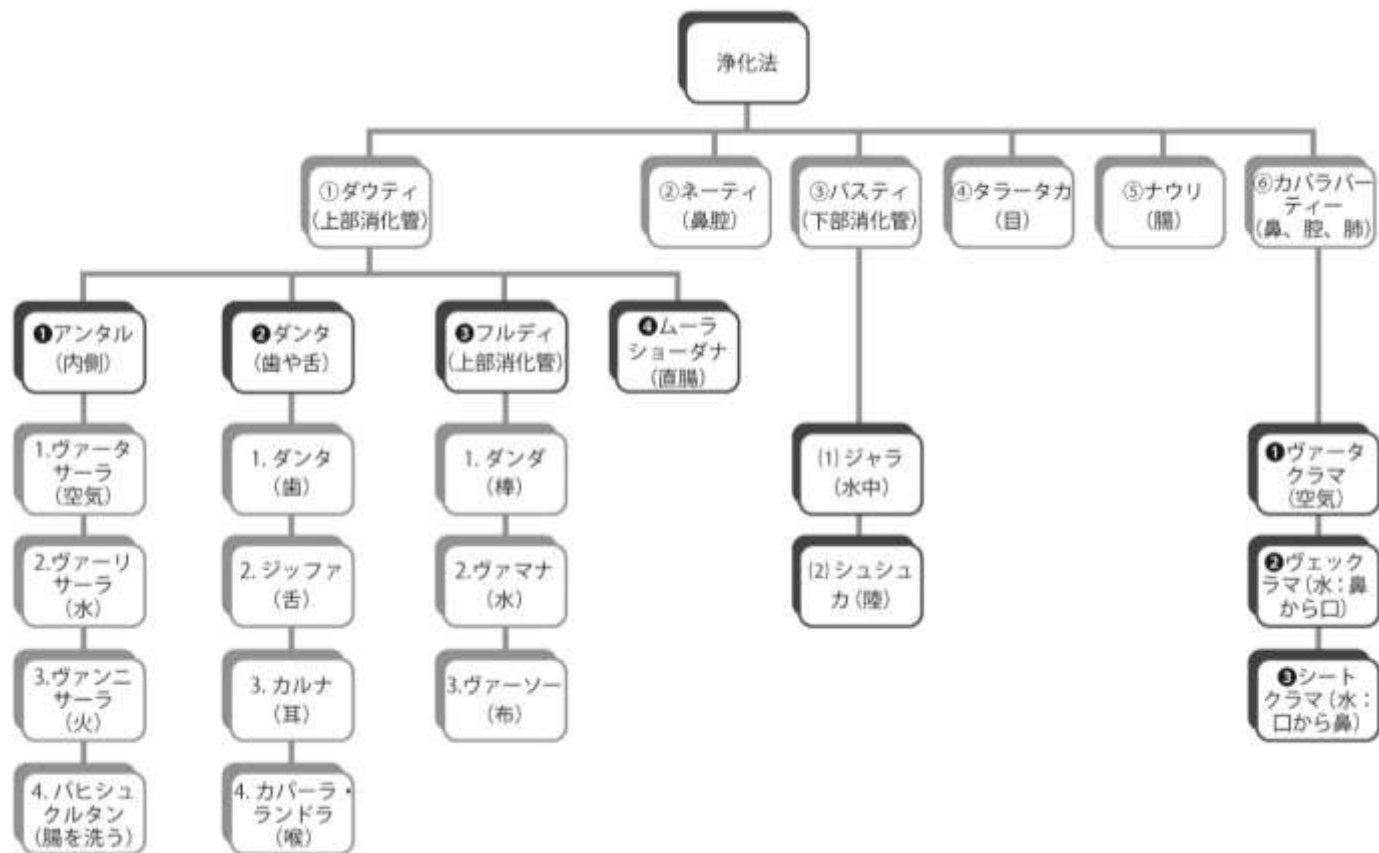 浄化法
①ダウティ
(上部消化管)
②ネーティ
(鼻腔)
③バスティ
(下部消化管)
④タラータカ
(目)
⑤ナウリ
(腸)
⑥カパラバー
ティー
(鼻、腔、肺)
❶アンタル
(内側)
❷ダンタ
(歯や舌)
❸フルディ
(上部消化管)
❹ムーラ
ショーダナ
(直腸)
1.ヴァータ
サーラ
(空気)
2.ヴァーリ
サーラ
(水)
3.ヴァンニ
サーラ
(火)
4. バヒシュ
クルタン
(腸を洗う)
1. ダンタ
(歯)
2. ジッファ
(舌)
3. カルナ
(耳)
4. カパーラ・
ランドラ
(喉)
1. ダンダ
(棒)
2.ヴァマナ
(水)
3.ヴァーソー
(布)
(1) ジャラ
(水中)
(2) シュシュ
カ (陸)
❶ヴァータ
クラマ
(空気)
❷ヴェック
ラマ (水：鼻
から口)
❸シート
クラマ (水：
口から鼻)